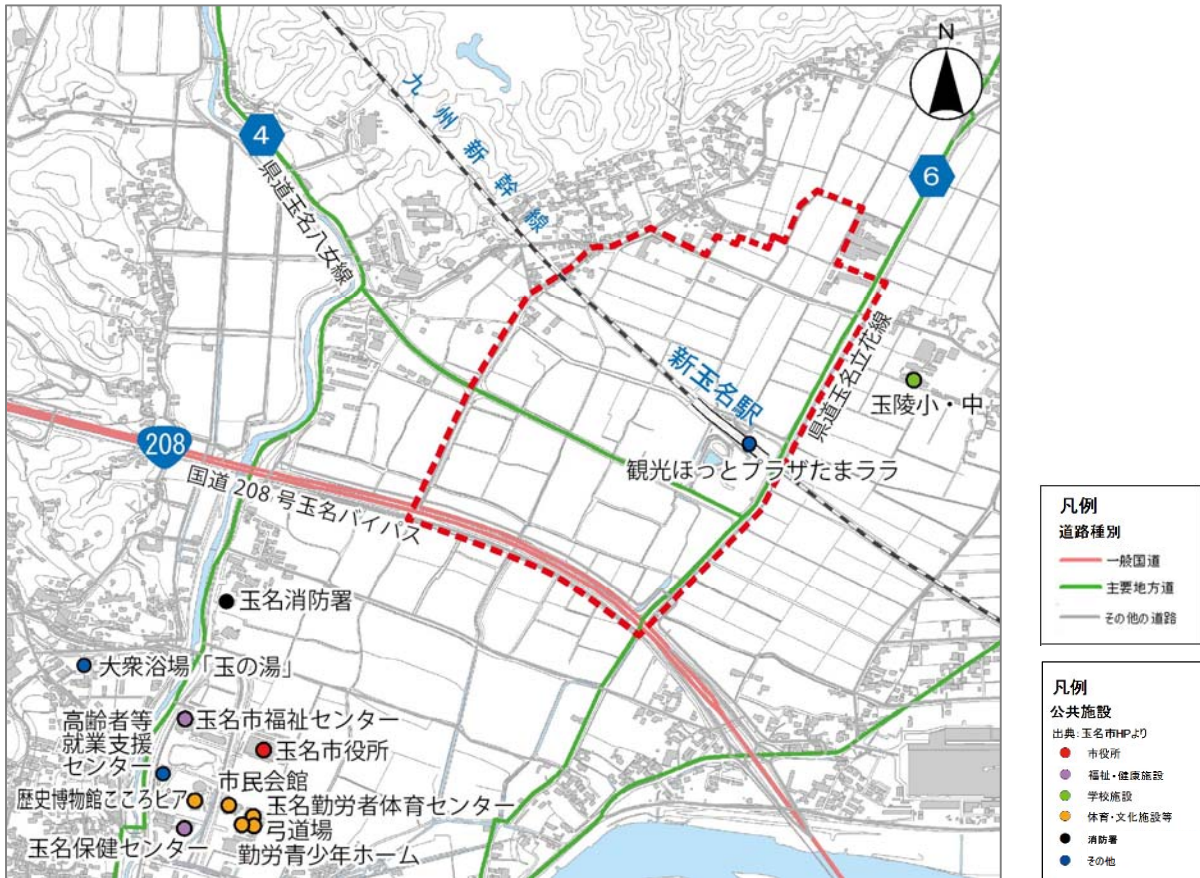 N
九州新幹線
4
県道玉名八女線
6
県道玉名立花線
新玉名駅
玉陵小・中
観光ほっとプラザたまララ
208
国道208号玉名バイパス
玉名消防署
大衆浴場「玉の湯」
高齢者等
就業支援
センター
玉名市福祉センター
玉名市役所
市民会館
歴史博物館こころピア
玉名勤労者体育センター
弓道場
玉名保健センター
勤労青少年ホーム
凡例
道路種別
一般国道
主要地方道
その他の道路
凡例
公共施設
出典:玉名市HPより
市役所
福祉・健康施設
学校施設
体育・文化施設等
消防署
その他